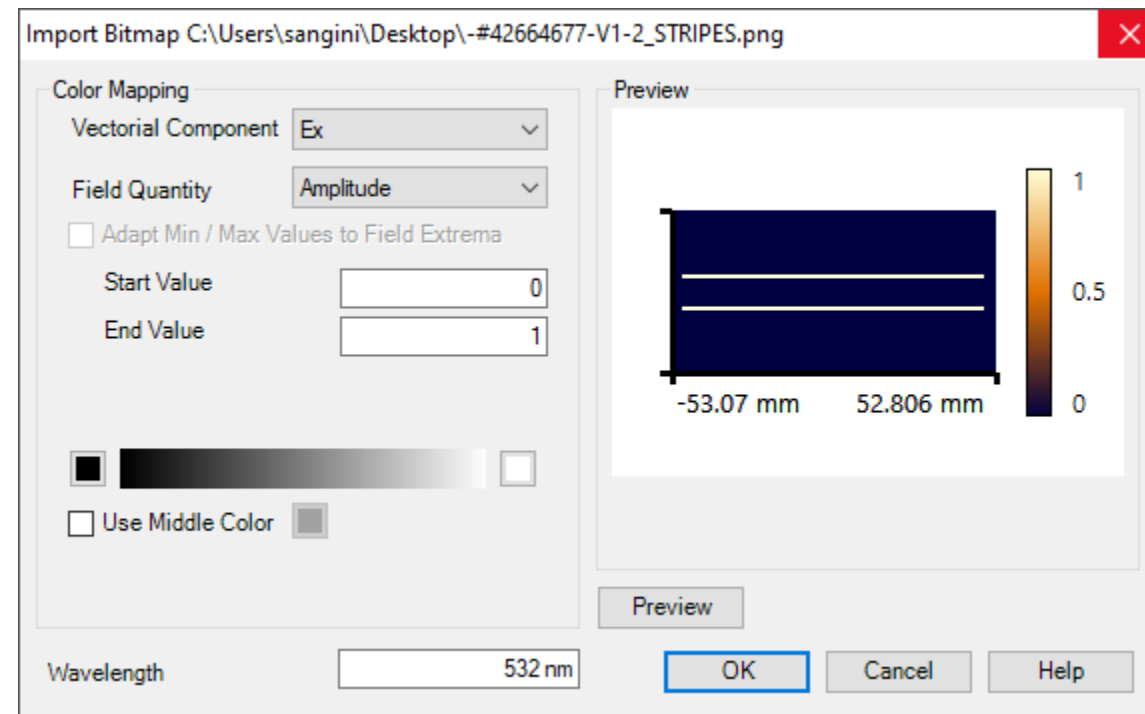 Import Bitmap C:\Users\sangini\Desktop\-#42664677-V1-2_STRIPES.png
Color Mapping
Vectorial Component Ex
Field Quantity Amplitude
Adapt Min / Max Values to Field Extrema
Start Value 0
End Value 1
Use Middle Color
Preview
1
0.5
0
-53.07 mm 52.806 mm
Preview
Wavelength 532 nm
OK Cancel Help